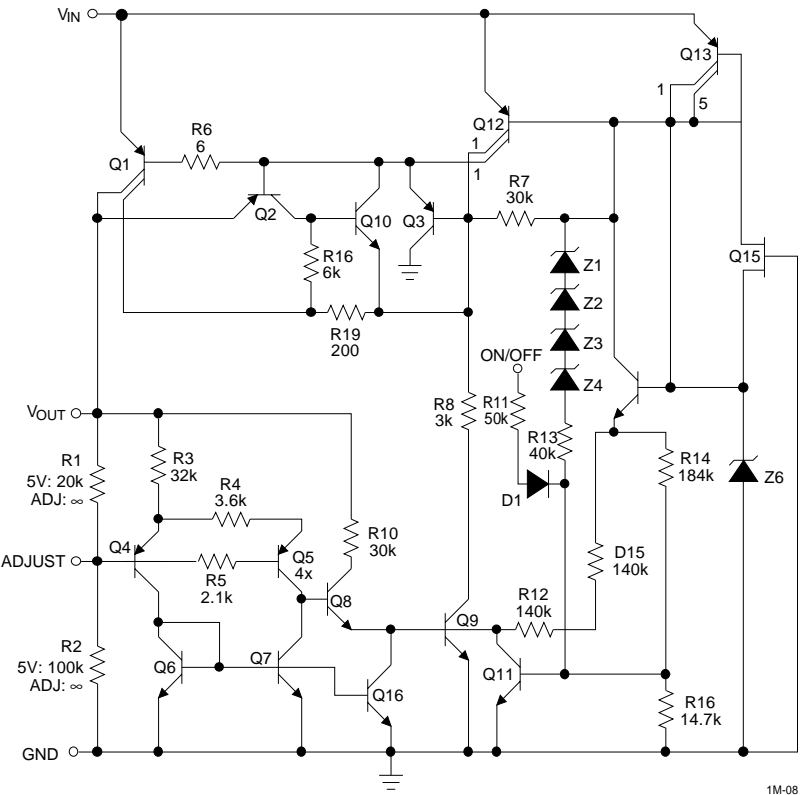 VIN
Q13
1
5
Q12
1
1
R6
6
Q1
R7
30k
Q2
Q10
Q3
Q15
R16
6k
Z1
Z2
Z3
Z4
R19
200
ON/OFF
R8
3k
R11
50k
R13
40k
VOUT
R1
5V: 20k
ADJ: ∞
R3
32k
R4
3.6k
R14
184k
Z6
D1
R10
30k
ADJUST
Q4
Q5
4x
R5
2.1k
D15
140k
R12
140k
Q8
Q9
R2
5V: 100k
ADJ: ∞
Q6
Q7
Q16
Q11
R16
14.7k
GND
1M-08